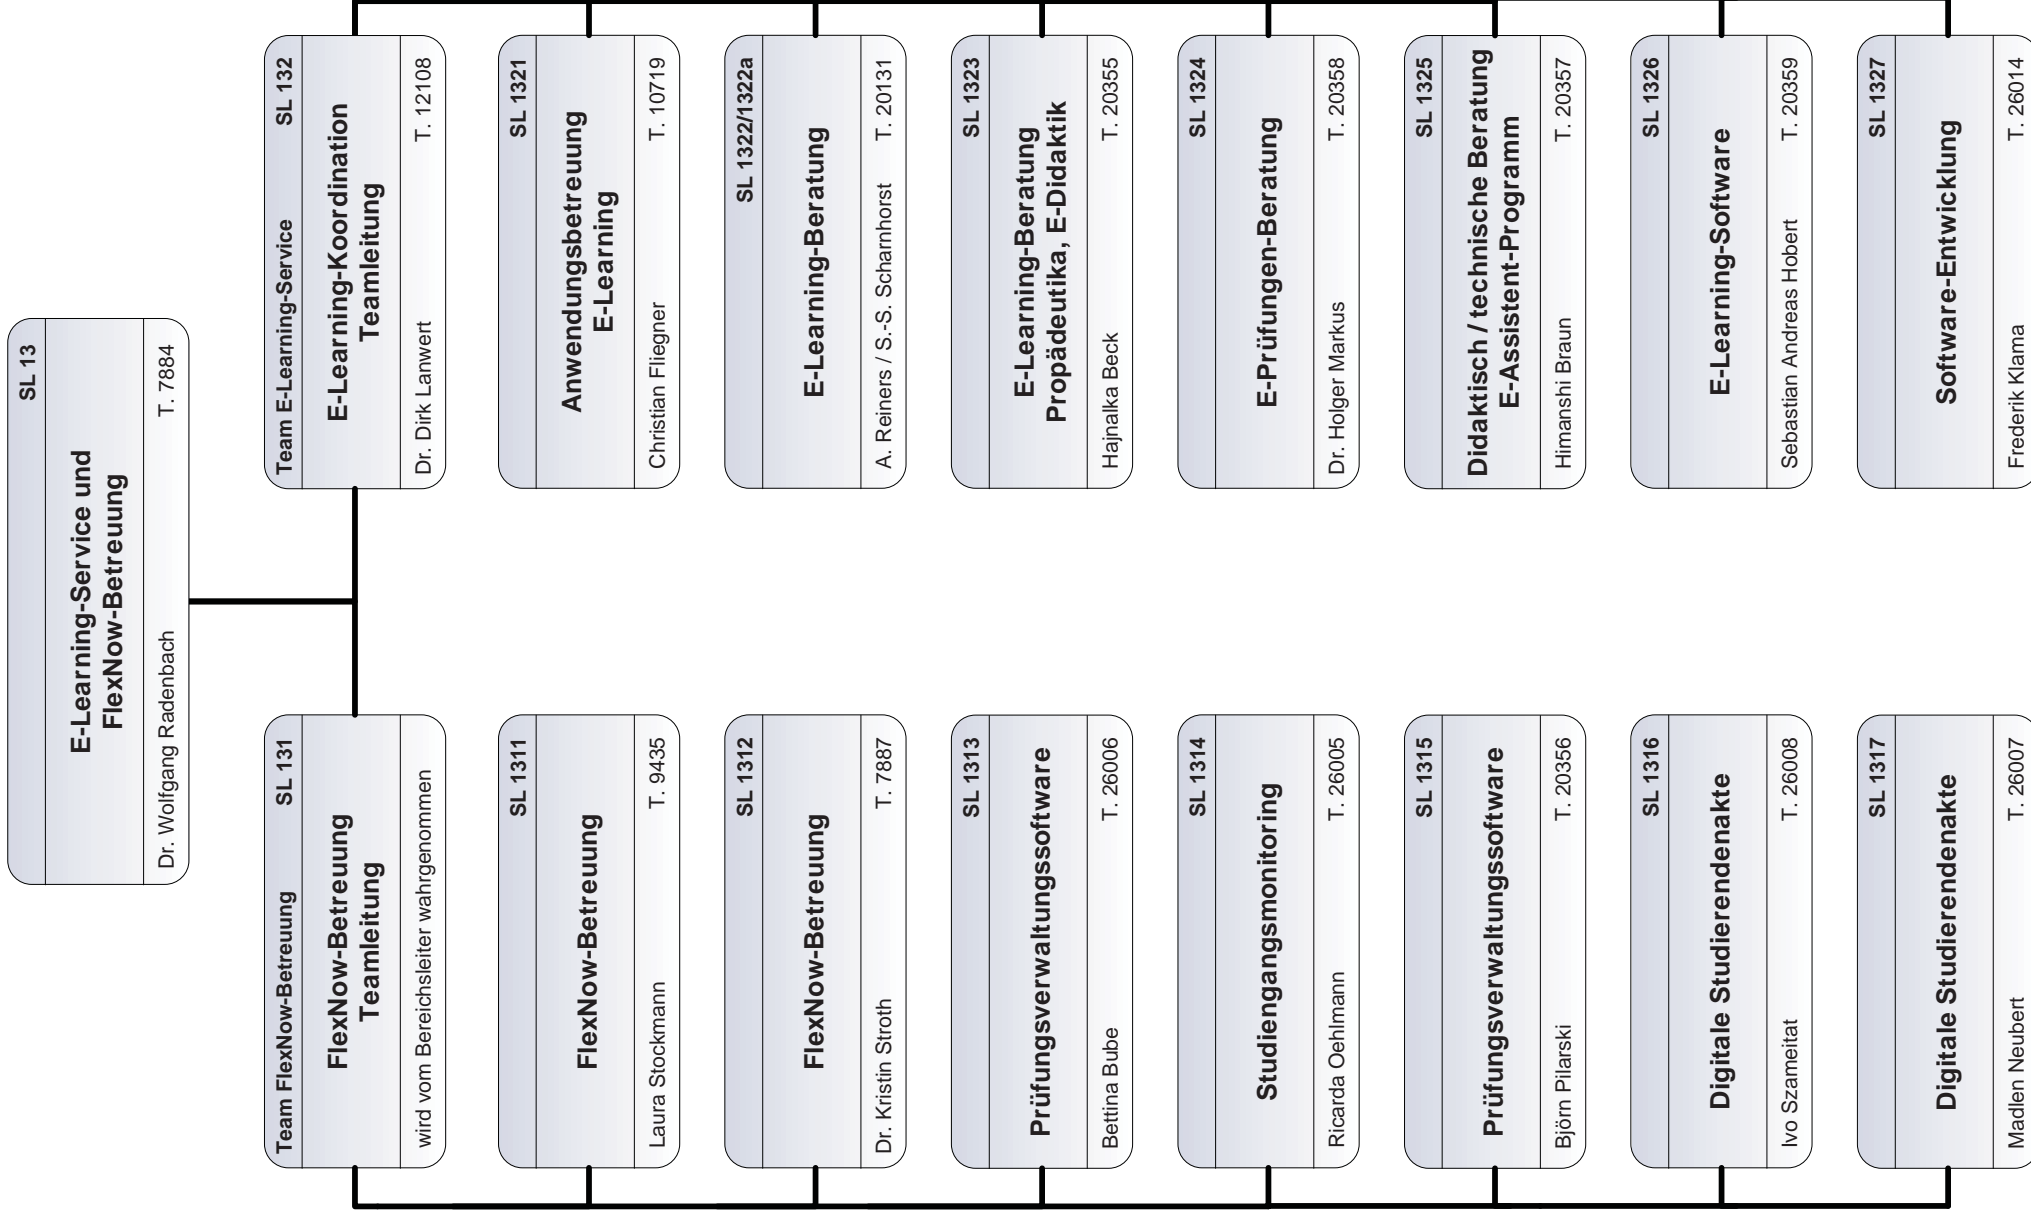 SL 13
E-Learning-Service und
FlexNow-Betreuung
Dr. Wolfgang Radenbach T. 7884
Team FlexNow-Betreuung SL 131
FlexNow-Betreuung
Teamleitung
wird vom Bereichsleiter wahrgenommen
SL 1311
FlexNow-Betreuung
Laura Stockmann T. 9435
SL 1312
FlexNow-Betreuung
Dr. Kristin Stroth T. 7887
SL 1313
Prüfungsverwaltungssoftware
Bettina Bube T. 26006
SL 1314
Studiengangsmonitoring
Ricarda Oehlmann T. 26005
SL 1315
Prüfungsverwaltungssoftware
Björn Pilarski T. 20356
SL 1316
Digitale Studierendenakte
Ivo Szameitat T. 26008
SL 1317
Digitale Studierendenakte
Madlen Neubert T. 26007
Team E-Learning-Service SL 132
E-Learning-Koordination
Teamleitung
Dr. Dirk Lanwert T. 12108
SL 1321
Anwendungsbetreuung
E-Learning
Christian Fliegner T. 10719
SL 1322/1322a
E-Learning-Beratung
A. Reiners / S.-S. Scharnhorst T. 20131
SL 1323
E-Learning-Beratung
Propädeutika, E-Didaktik
Hajnalka Beck T. 20355
SL 1324
E-Prüfungen-Beratung
Dr. Holger Markus T. 20358
SL 1325
Didaktisch / technische Beratung
E-Assistent-Programm
Himanshi Braun T. 20357
SL 1326
E-Learning-Software
Sebastian Andreas Hobert T. 20359
SL 1327
Software-Entwicklung
Frederik Klama T. 26014